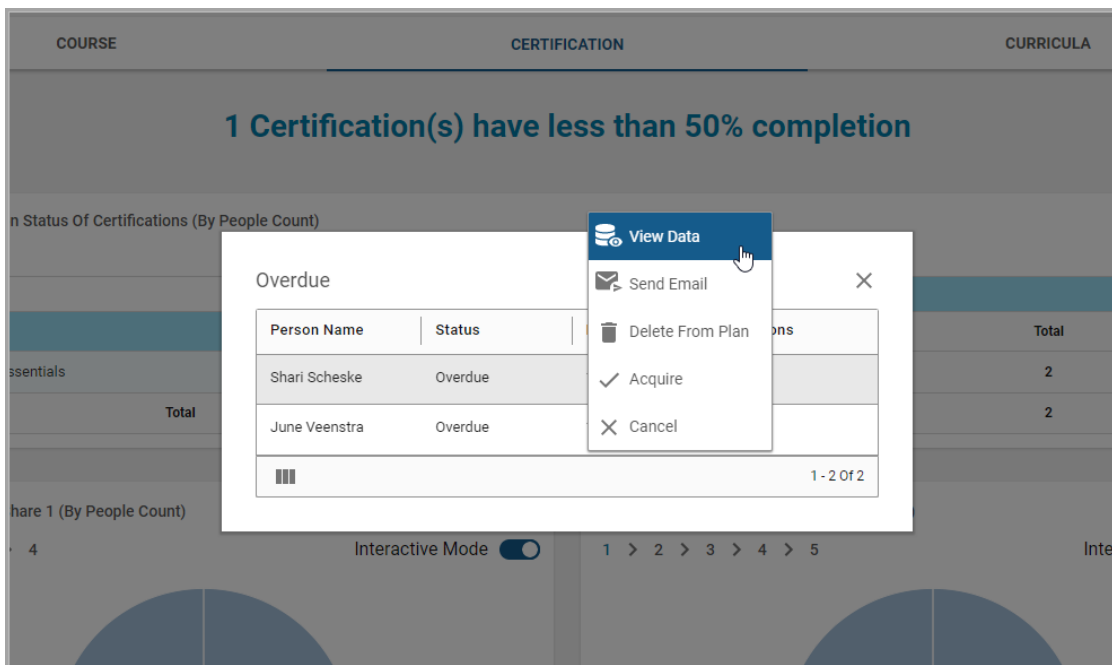 COURSE CERTIFICATION CURRICULA
1 Certification(s) have less than 50% completion
n Status Of Certifications (By People Count)
View Data
Overdue
Send Email
Person Name Status ons Total
Delete From Plan
ssentials 2
Shari Scheske Overdue
Acquire
Total 2
June Veenstra Overdue
Cancel
1 - 2 Of 2
hare 1 (By People Count)
4 Interactive Mode 1 > 2 > 3 > 4 > 5 Inte